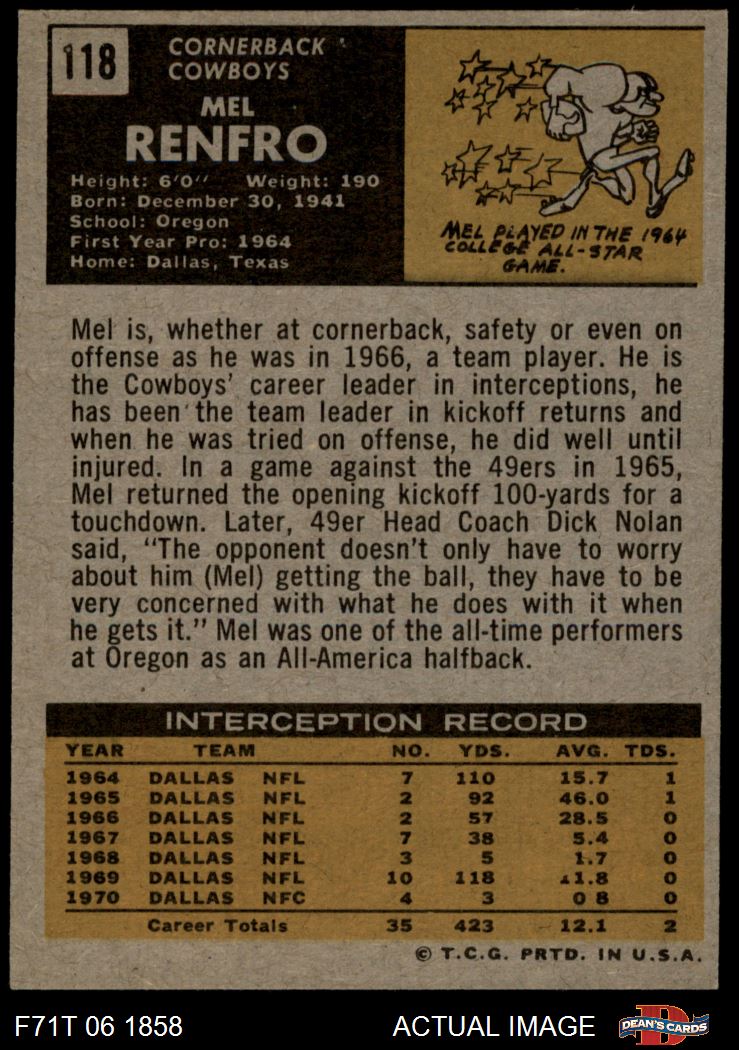 118
CORNERBACK
COWBOYS
MEL
RENFRO
Height: 6'0" Weight: 190
Born: December 30, 1941
School: Oregon
First Year Pro: 1964
Home: Dallas, Texas
MEL PLAYED IN THE 1964
COLLEGE ALL-STAR
GAME.
Mel is, whether at cornerback, safety or even on
offense as he was in 1966, a team player. He is
the Cowboys' career leader in interceptions, he
has been the team leader in kickoff returns and
when he was tried on offense, he did well until
injured. In a game against the 49ers in 1965,
Mel returned the opening kickoff 100-yards for a
touchdown. Later, 49er Head Coach Dick Nolan
said, "The opponent doesn't only have to worry
about him (Mel) getting the ball, they have to be
very concerned with what he does with it when
he gets it." Mel was one of the all-time performers
at Oregon as an All-America halfback.
INTERCEPTION RECORD
YEAR TEAM NO. YDS. AVG. TDS.
1964 DALLAS NFL 7 110 15.7 1
1965 DALLAS NFL 2 92 46.0 1
1966 DALLAS NFL 2 57 28.5 0
1967 DALLAS NFL 7 38 5.4 0
1968 DALLAS NFL 3 5 1.7 0
1969 DALLAS NFL 10 118 11.8 0
1970 DALLAS NFC 4 3 0 8 0
Career Totals 35 423 12.1 2
© T.C.G. PRTD. IN U.S.A.
F71T 06 1858 ACTUAL IMAGE
D
DEAN'S CARDS